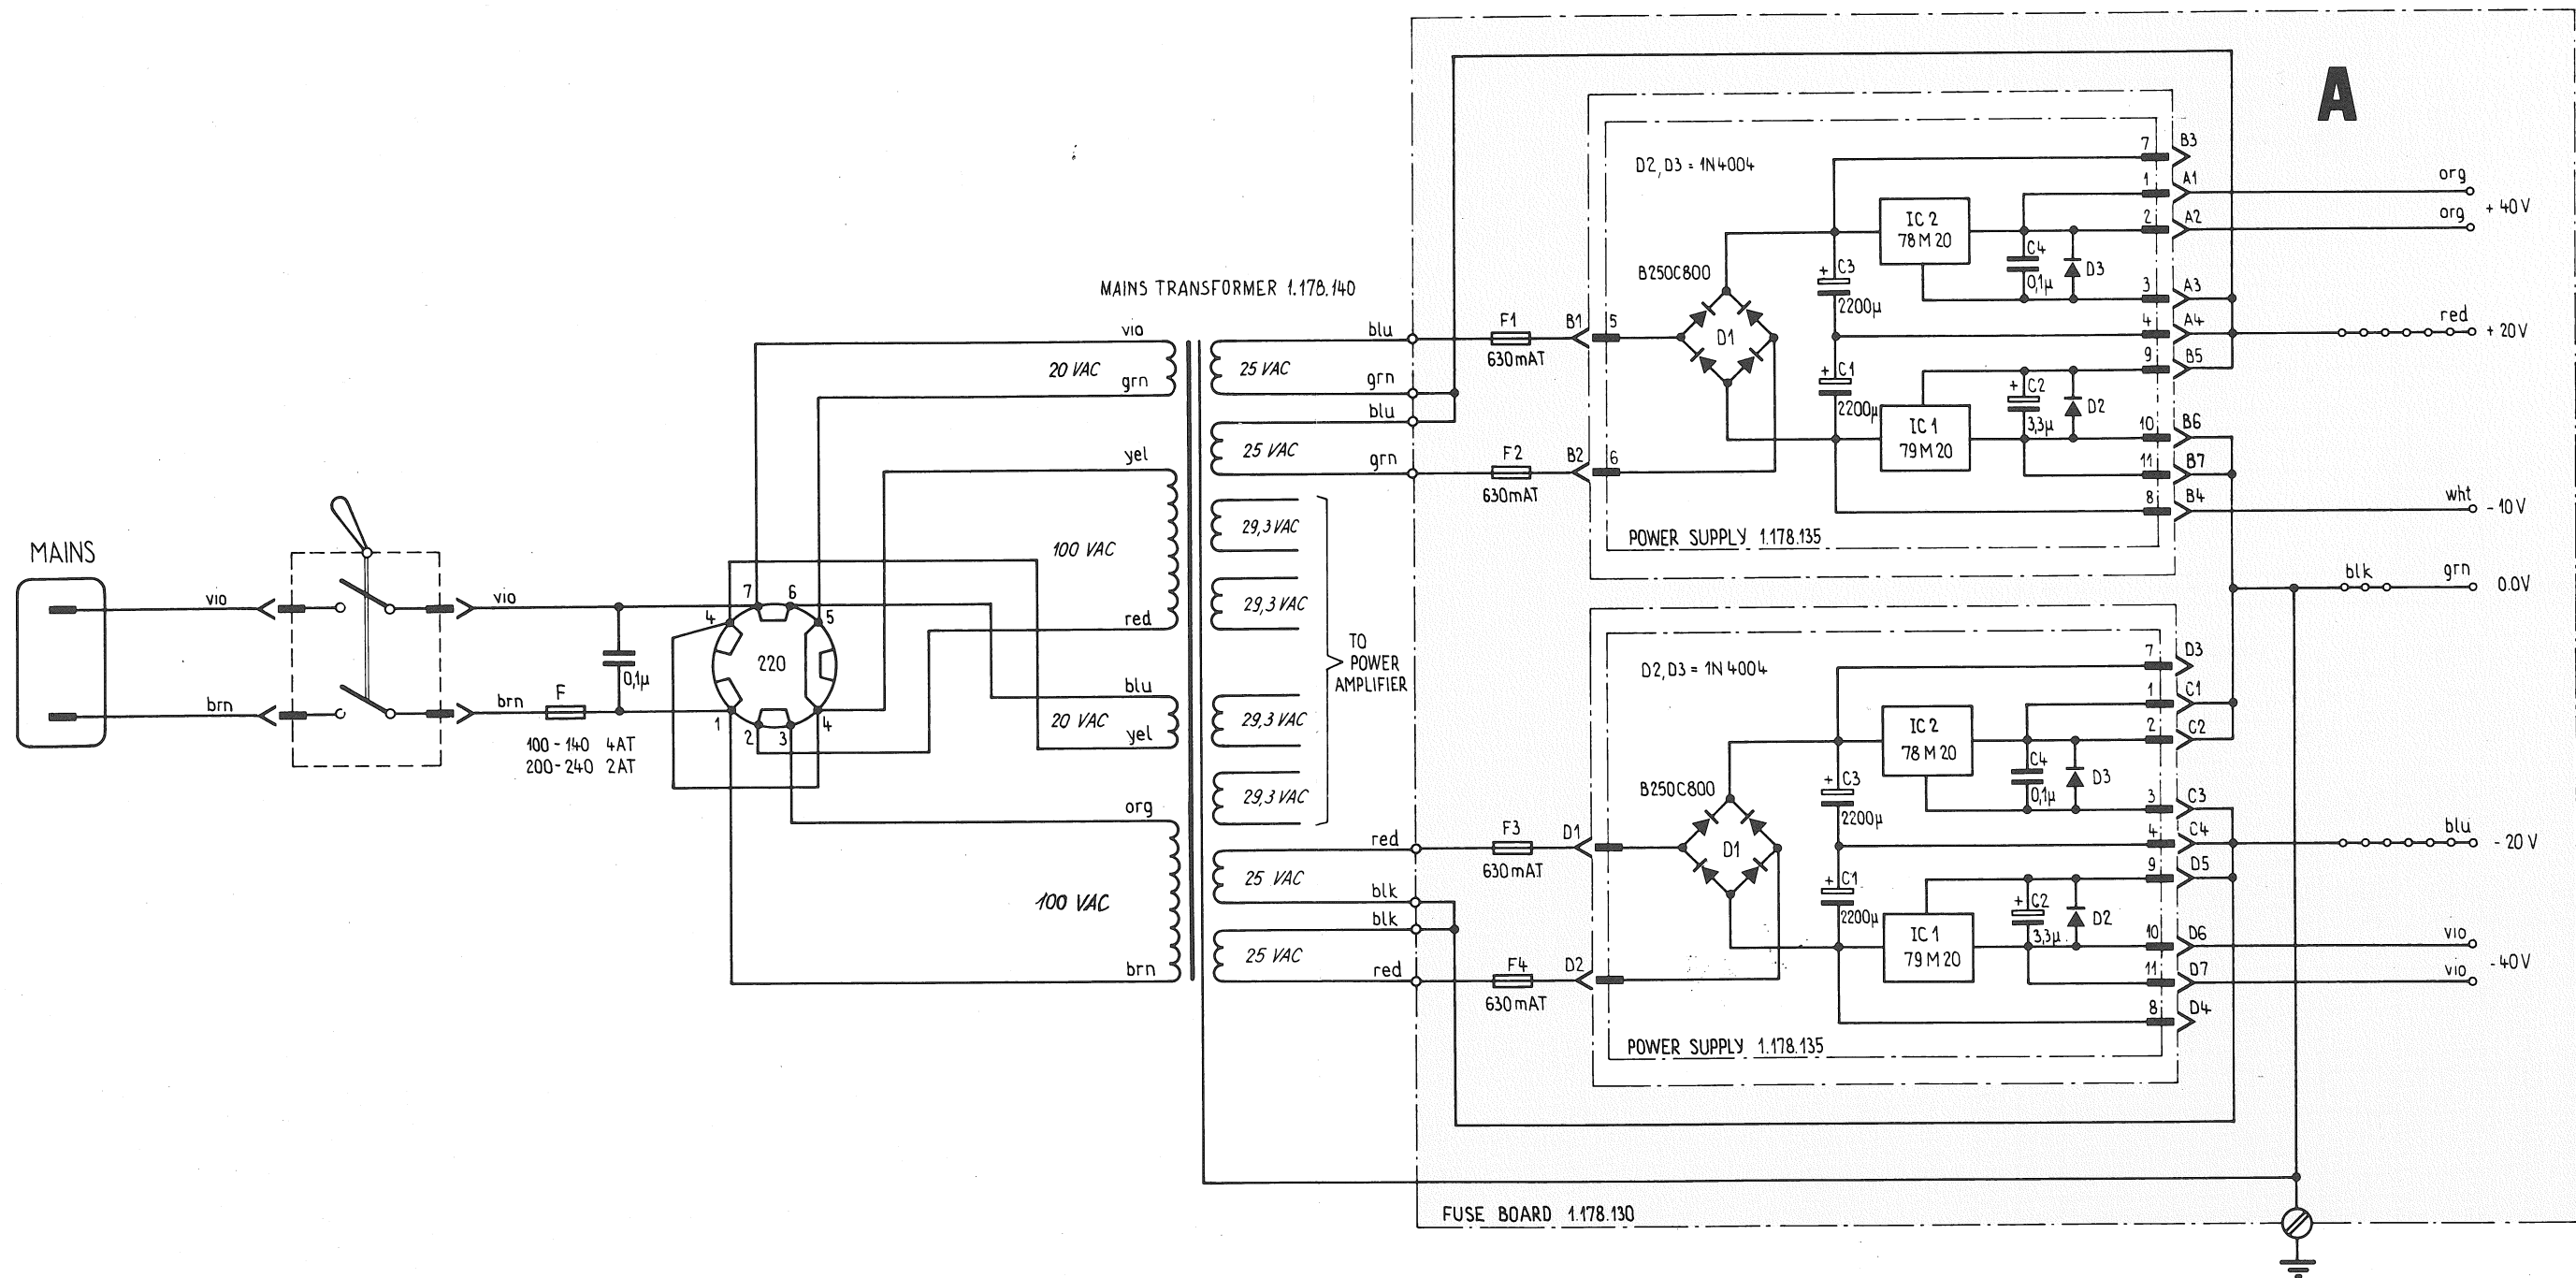 A
MAINS
vio
brn
vio
brn
F
100-140 4AT
200-240 2AT
0,1µ
7
6
4
5
220
1
2
3
4
MAINS TRANSFORMER 1.178.140
vio
20 VAC
grn
yel
100 VAC
red
blu
20 VAC
yel
org
100 VAC
brn
25 VAC
25 VAC
29,3 VAC
29,3 VAC
29,3 VAC
29,3 VAC
25 VAC
25 VAC
TO
POWER
AMPLIFIER
blu
grn
blu
grn
red
blk
blk
red
F1
630mAT
F2
630mAT
F3
630mAT
F4
630mAT
B1
5
B2
6
D1
D2
D2, D3 = 1N4004
B250C800
D1
+
C3
2200µ
+
C1
2200µ
IC 2
78 M 20
IC 1
79 M 20
C4
0,1µ
D3
+
C2
3,3µ
D2
7
B3
1
A1
2
A2
3
A3
4
A4
9
B5
10
B6
11
B7
8
B4
POWER SUPPLY 1.178.135
D2, D3 = 1N 4004
B250C800
D1
+
C3
2200µ
+
C1
2200µ
IC 2
78 M 20
IC 1
79 M 20
C4
0,1µ
D3
+
C2
3,3µ
D2
7
D3
1
C1
2
C2
3
C3
4
C4
9
D5
10
D6
11
D7
8
D4
POWER SUPPLY 1.178.135
org
org
+ 40 V
red
+ 20V
wht
- 10 V
blk
grn
0.0V
blu
- 20 V
vio
vio
- 40 V
FUSE BOARD 1.178.130